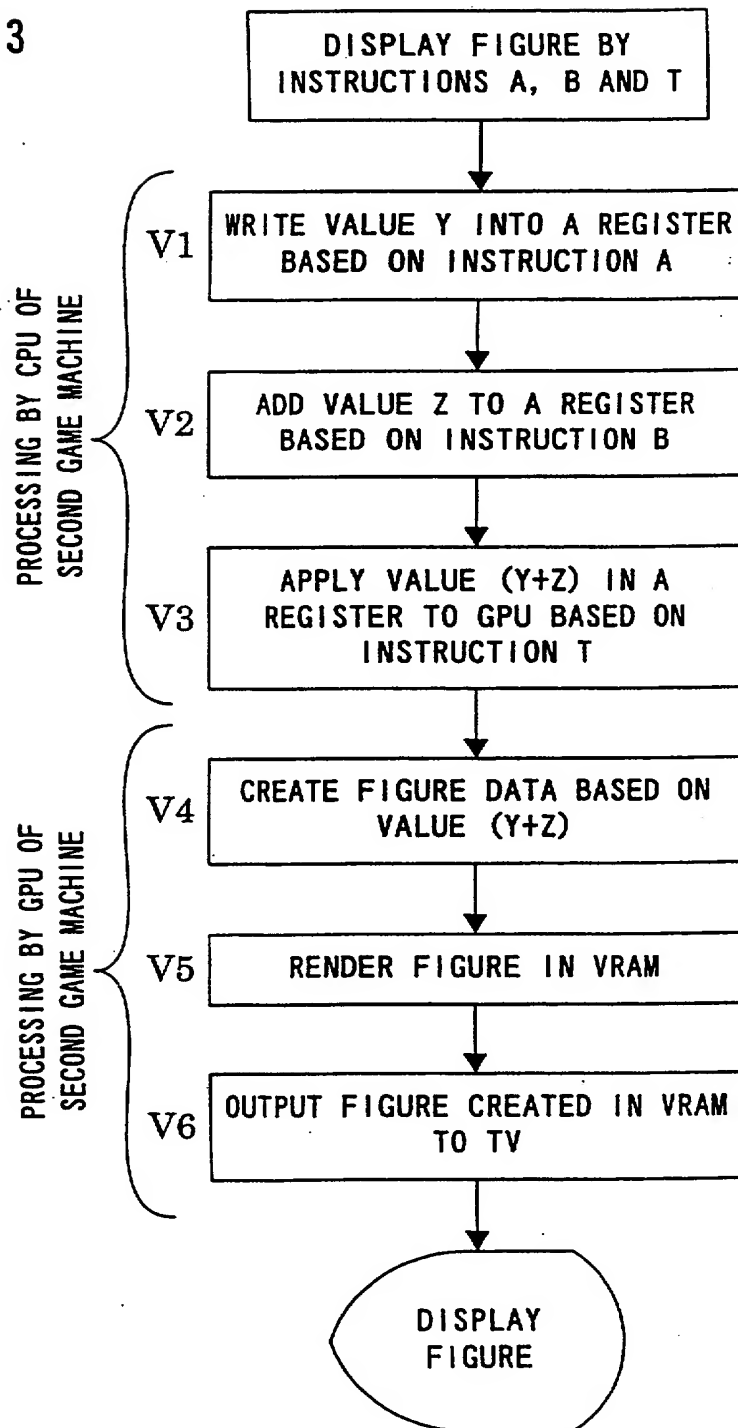 3
DISPLAY FIGURE BY
INSTRUCTIONS A, B AND T
PROCESSING BY CPU OF
SECOND GAME MACHINE
V1
WRITE VALUE Y INTO A REGISTER
BASED ON INSTRUCTION A
V2
ADD VALUE Z TO A REGISTER
BASED ON INSTRUCTION B
V3
APPLY VALUE (Y+Z) IN A
REGISTER TO GPU BASED ON
INSTRUCTION T
PROCESSING BY GPU OF
SECOND GAME MACHINE
V4
CREATE FIGURE DATA BASED ON
VALUE (Y+Z)
V5
RENDER FIGURE IN VRAM
V6
OUTPUT FIGURE CREATED IN VRAM
TO TV
DISPLAY
FIGURE